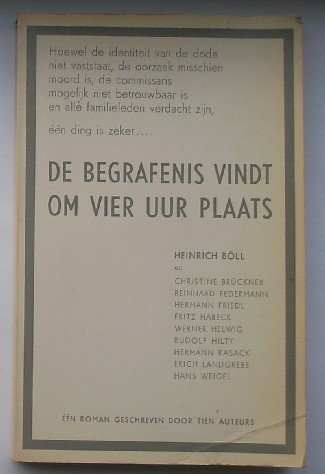 Hoewel de identiteit van de dode
niet vaststaat, de oorzaak misschien
moord is, de commissaris
mogelijk niet betrouwbaar is
en alle familieleden verdacht zijn,
één ding is zeker....
DE BEGRAFENIS VINDT
OM VIER UUR PLAATS
HEINRICH BÖLL
en
CHRISTINE BRÜCKNER
REINHARD FEDERMANN
HERMANN FRIEDL
FRITZ HABECK
WERNER HELWIG
RUDOLF HILTY
HERMANN KASACK
ERICH LANDGREBE
HANS WEIGEL
ÉÉN ROMAN GESCHREVEN DOOR TIEN AUTEURS